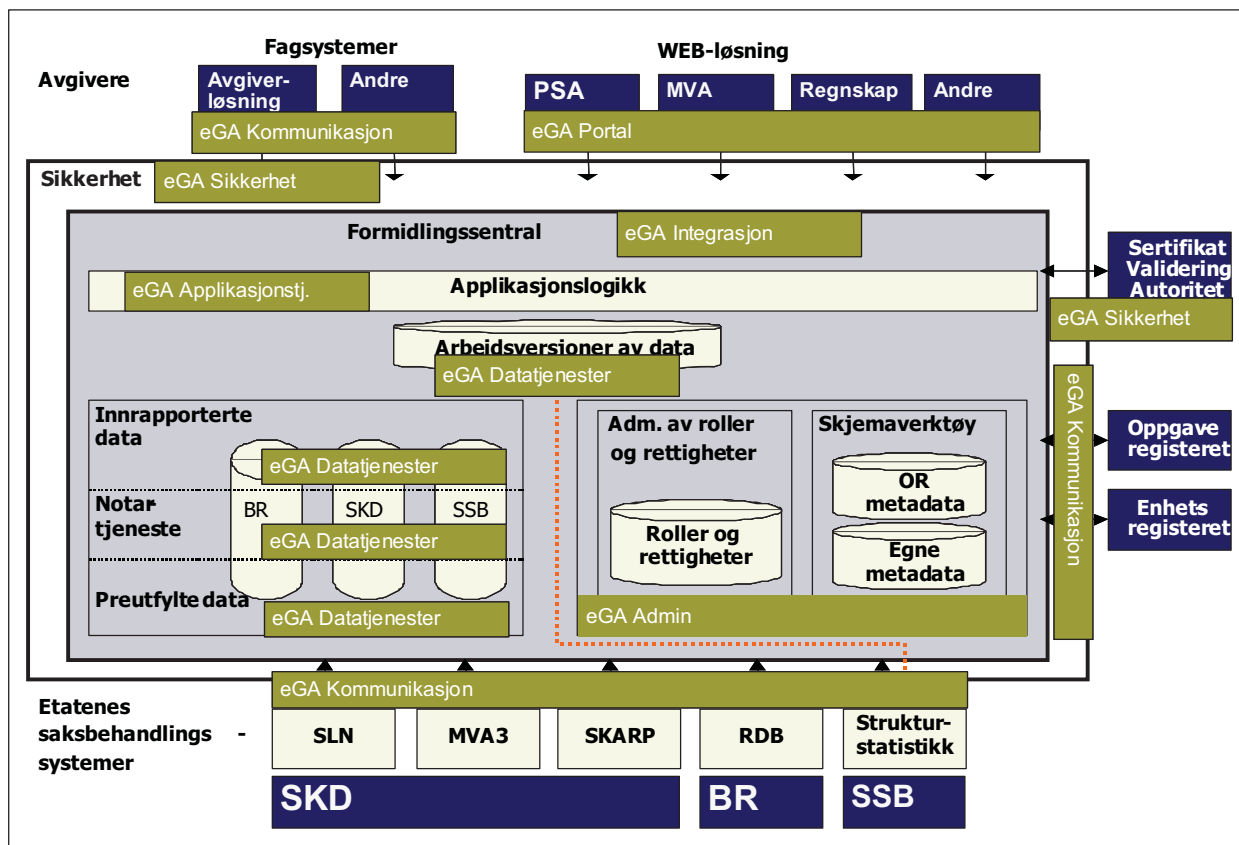 Fagsystemer
WEB-løsning
Avgivere
Avgiver-
løsning
Andre
PSA
MVA
Regnskap
Andre
eGA Kommunikasjon
eGA Portal
Sikkerhet
eGA Sikkerhet
Formidlingssentral
eGA Integrasjon
Sertifikat
Validering
Autoritet
eGA Sikkerhet
eGA Applikasjonstj.
Applikasjonslogikk
Arbeidsversioner av data
eGA Datatjenester
Innrapporterte
data
eGA Datatjenester
Notar-
tjeneste
BR
SKD
SSB
eGA Datatjenester
Preutfylte data
eGA Datatjenester
Adm. av roller
og rettigheter
Roller og
rettigheter
Skjemaverktøy
OR
metadata
Egne
metadata
eGA Admin
eGA Kommunikasjon
Oppgave
registeret
Enhets
registeret
eGA Kommunikasjon
Etatenes
saksbehandlings -
systemer
SLN
MVA3
SKARP
RDB
Struktur-
statistikk
SKD
BR
SSB